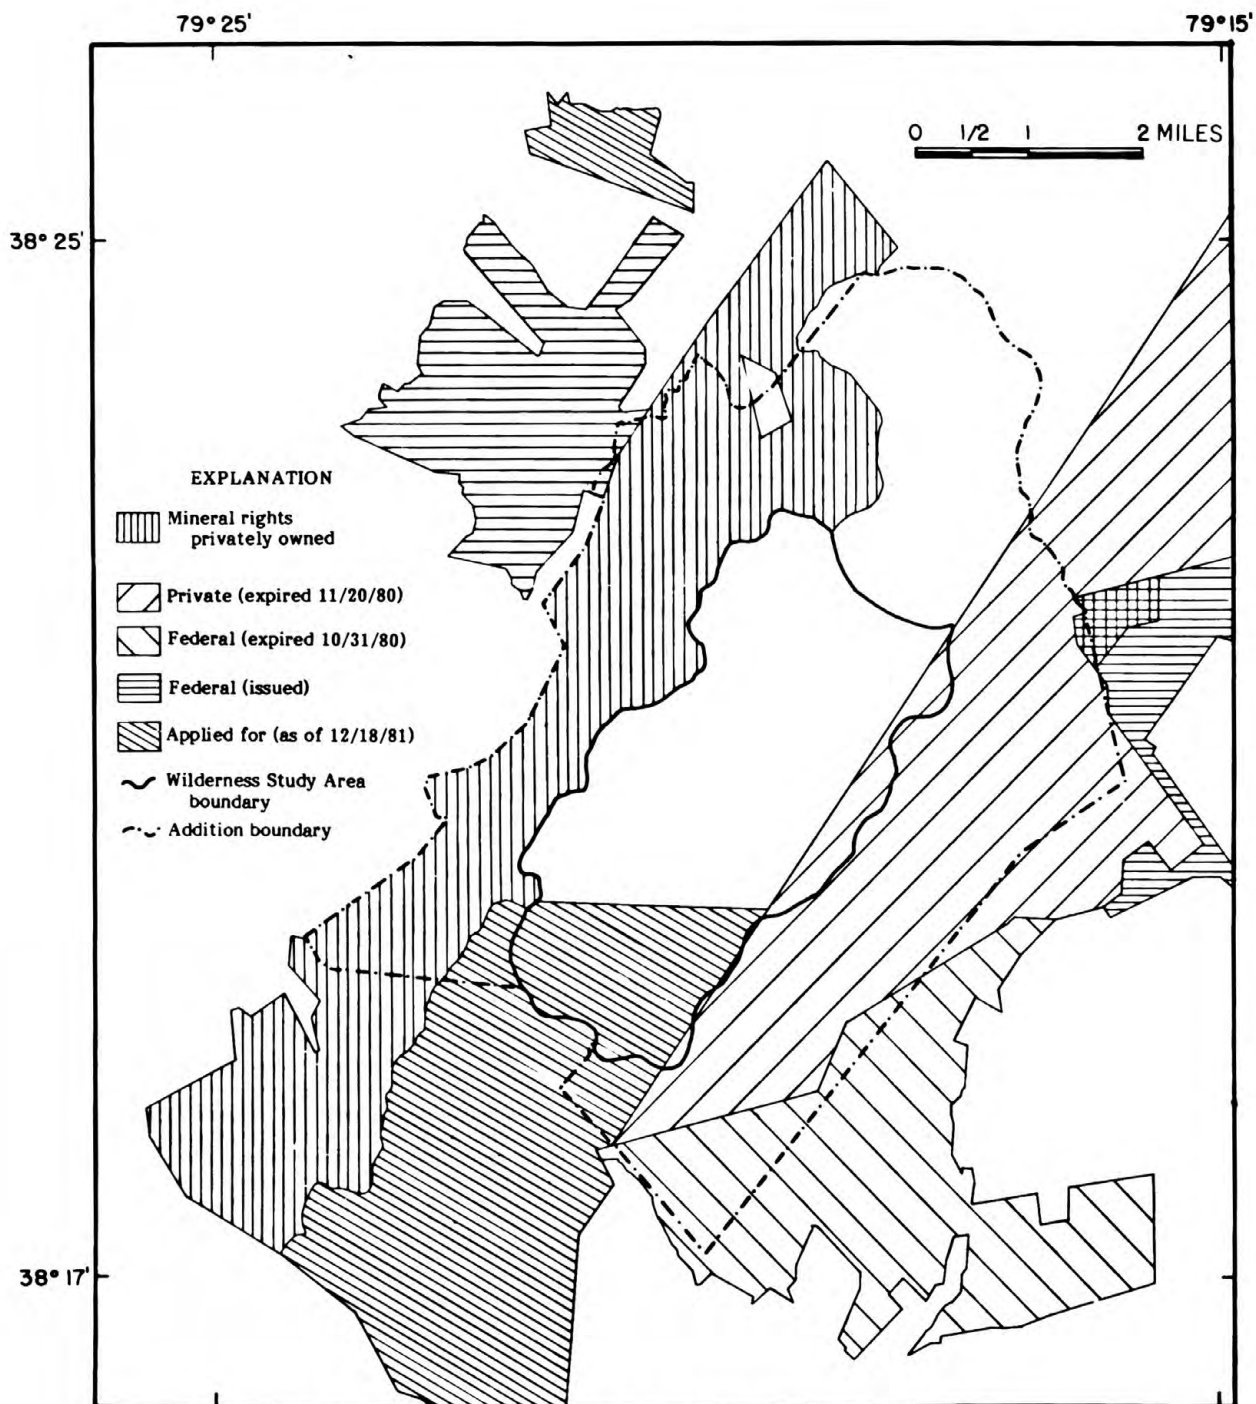 79° 25'
79° 15'
0 1/2 1 2 MILES
38° 25'
EXPLANATION
Mineral rights
privately owned
Private (expired 11/20/80)
Federal (expired 10/31/80)
Federal (issued)
Applied for (as of 12/18/81)
Wilderness Study Area
boundary
Addition boundary
38° 17'